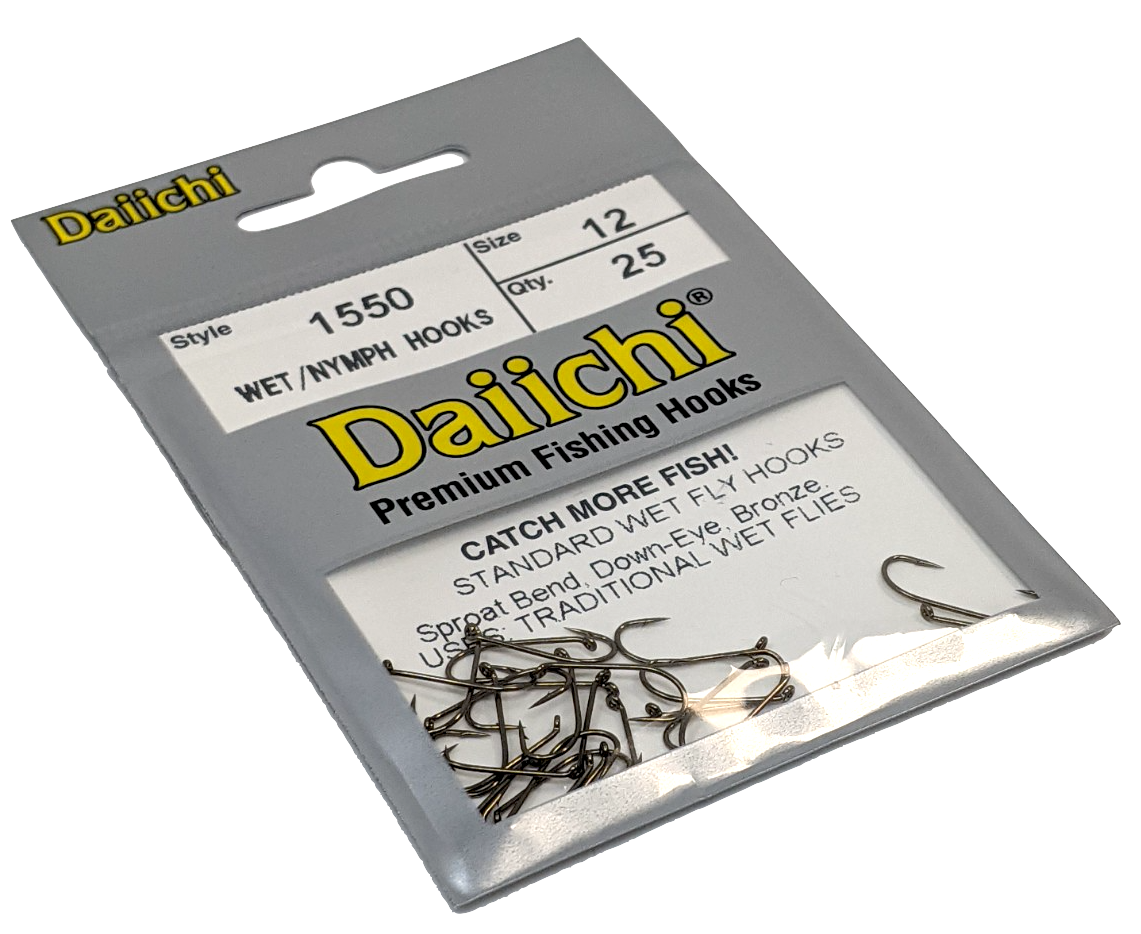 Daiichi
Style 1550
WET/NYMPH HOOKS
Size 12
Qty. 25
Daiichi®
Premium Fishing Hooks
CATCH MORE FISH!
STANDARD WET FLY HOOKS
Sproat Bend, Down-Eye, Bronze.
USES: TRADITIONAL WET FLIES